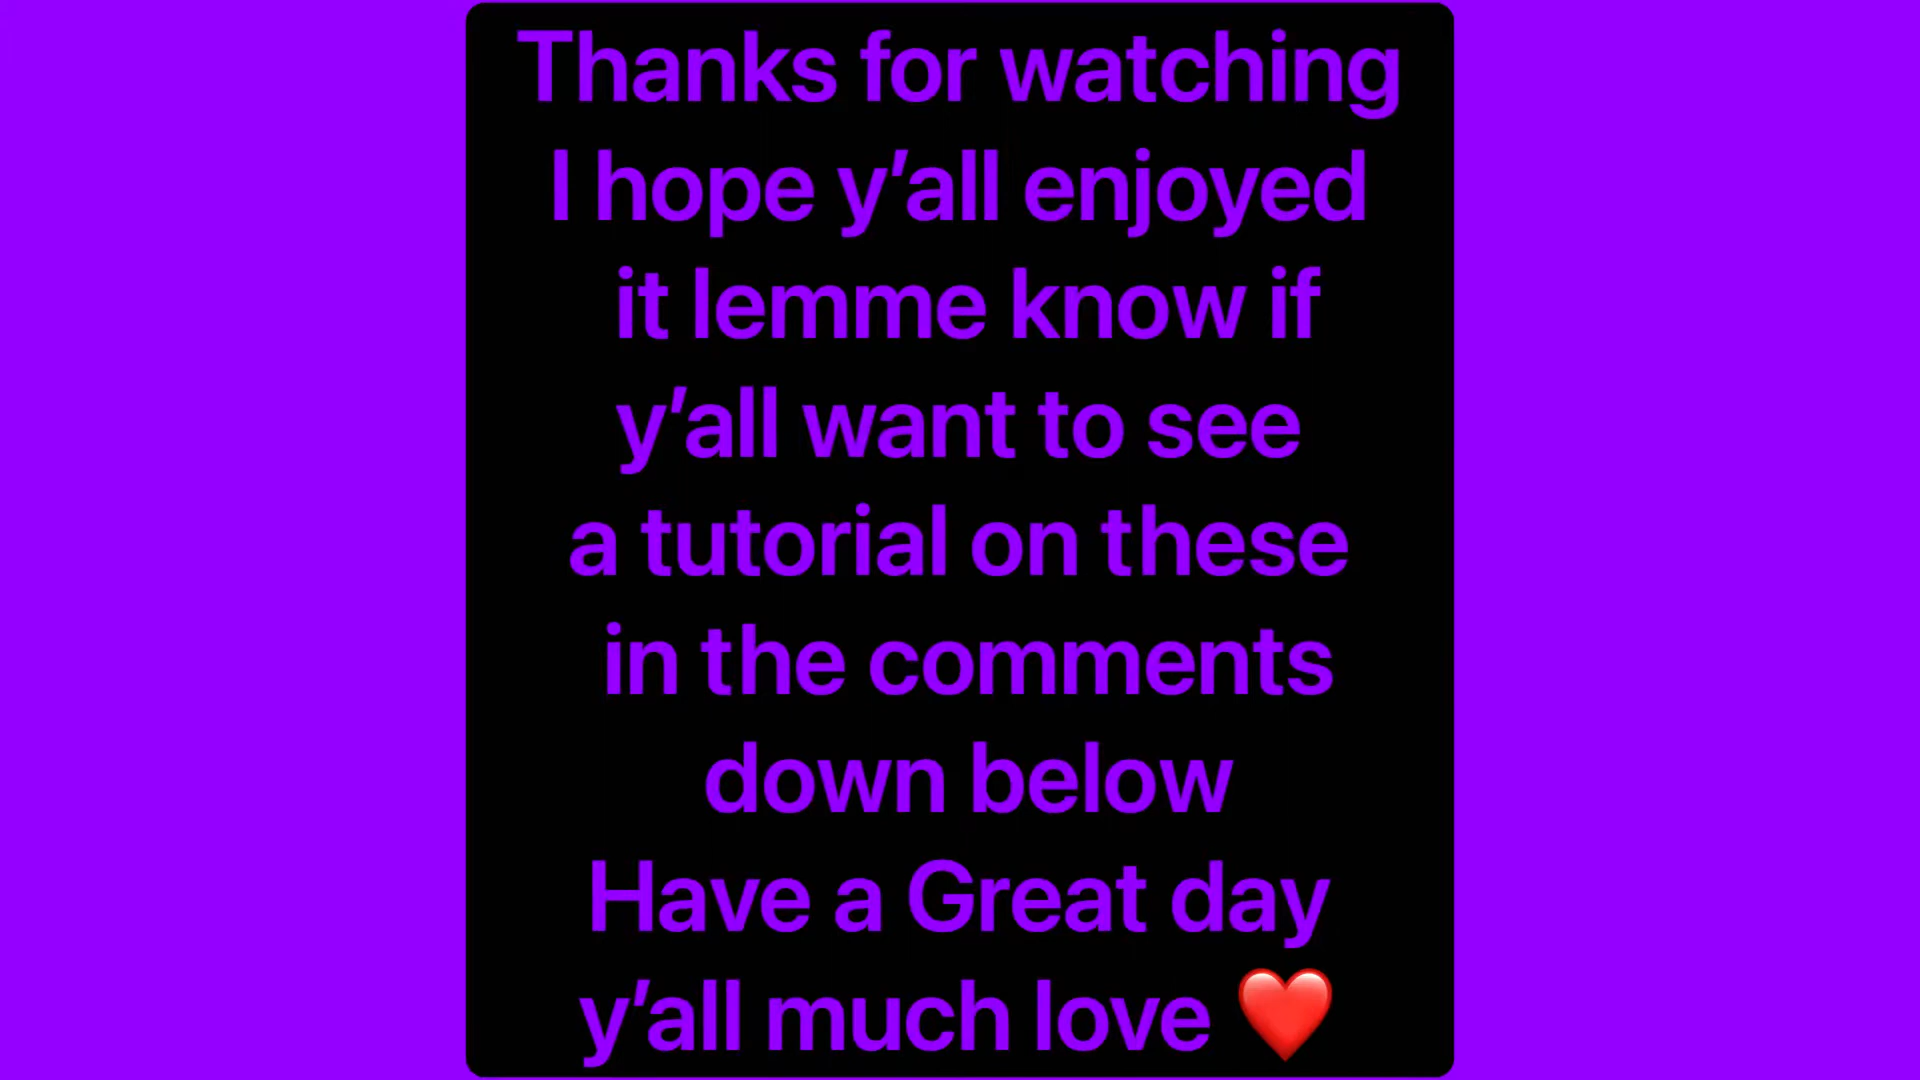 Thanks for watching
I hope y’all enjoyed
it lemme know if
y’all want to see
a tutorial on these
in the comments
down below
Have a Great day
y’all much love ❤️